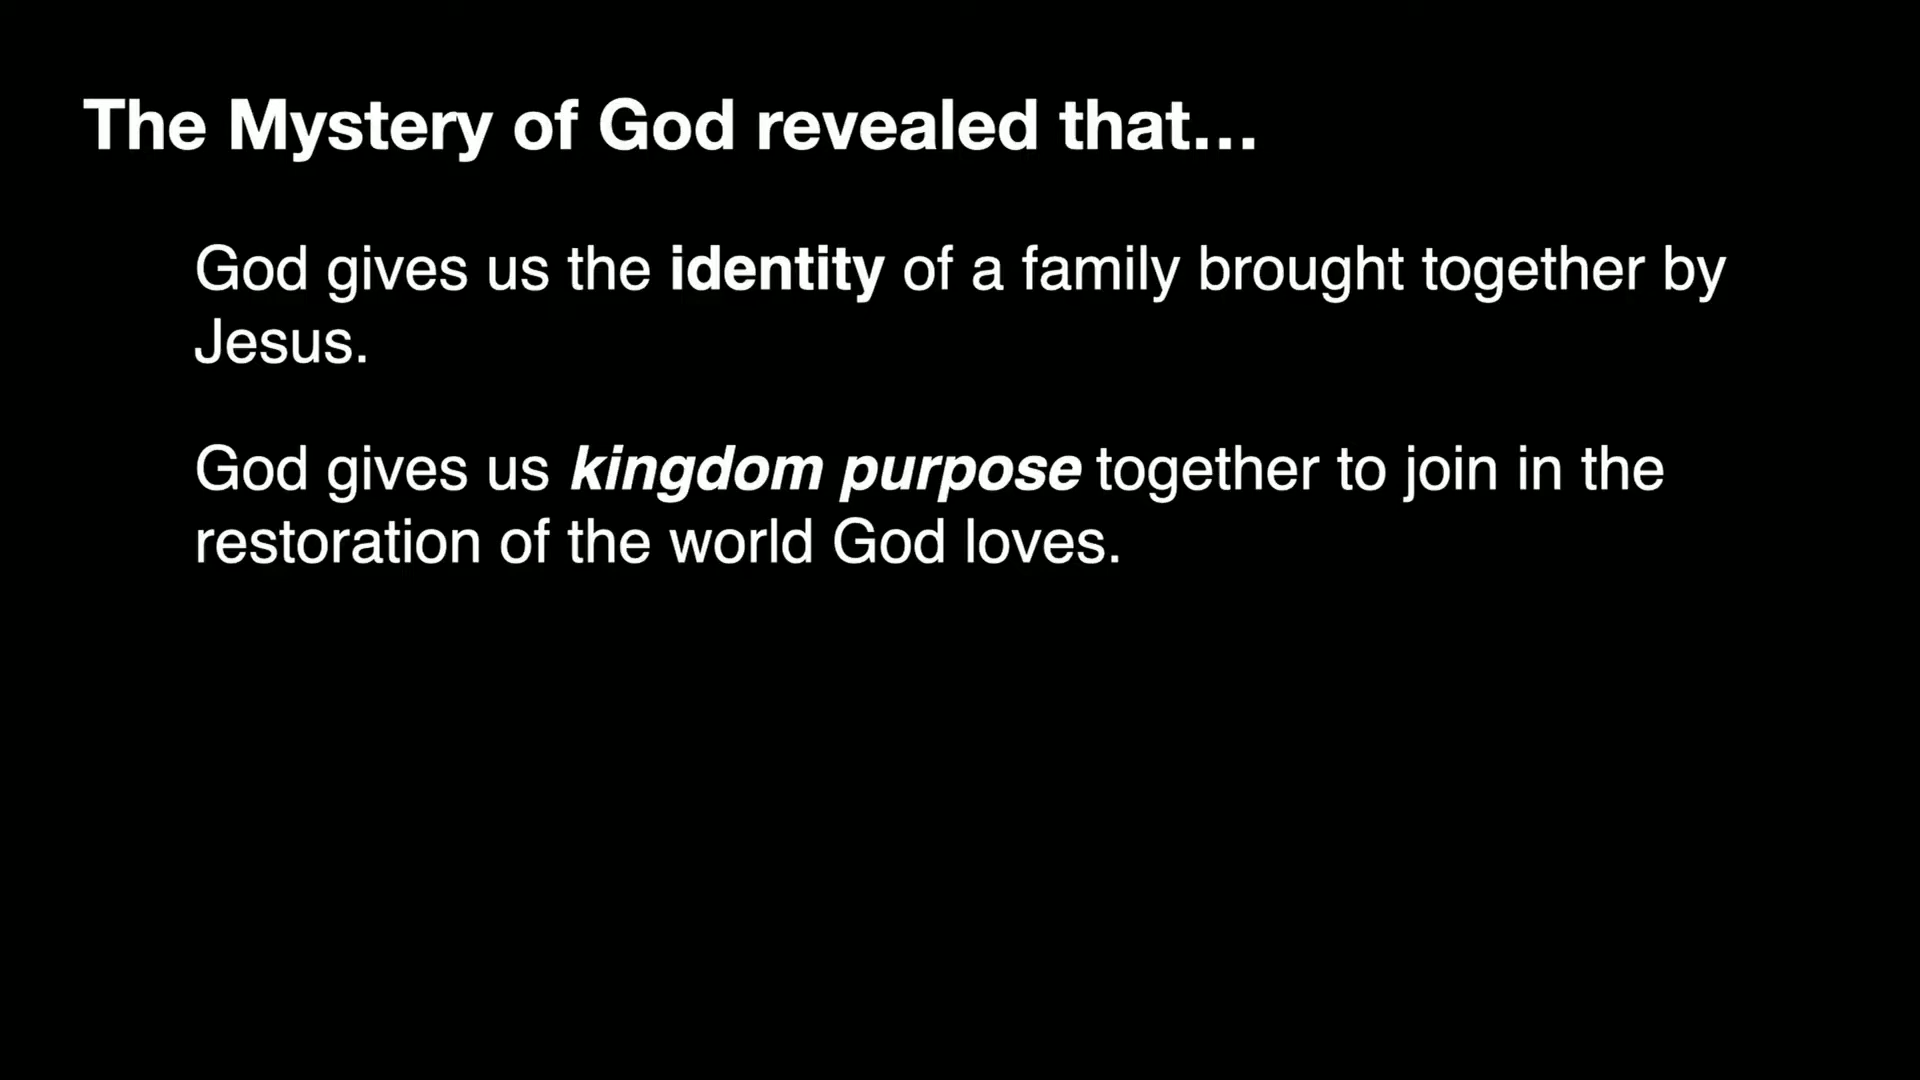 The Mystery of God revealed that...
God gives us the identity of a family brought together by
Jesus.
God gives us kingdom purpose together to join in the
restoration of the world God loves.